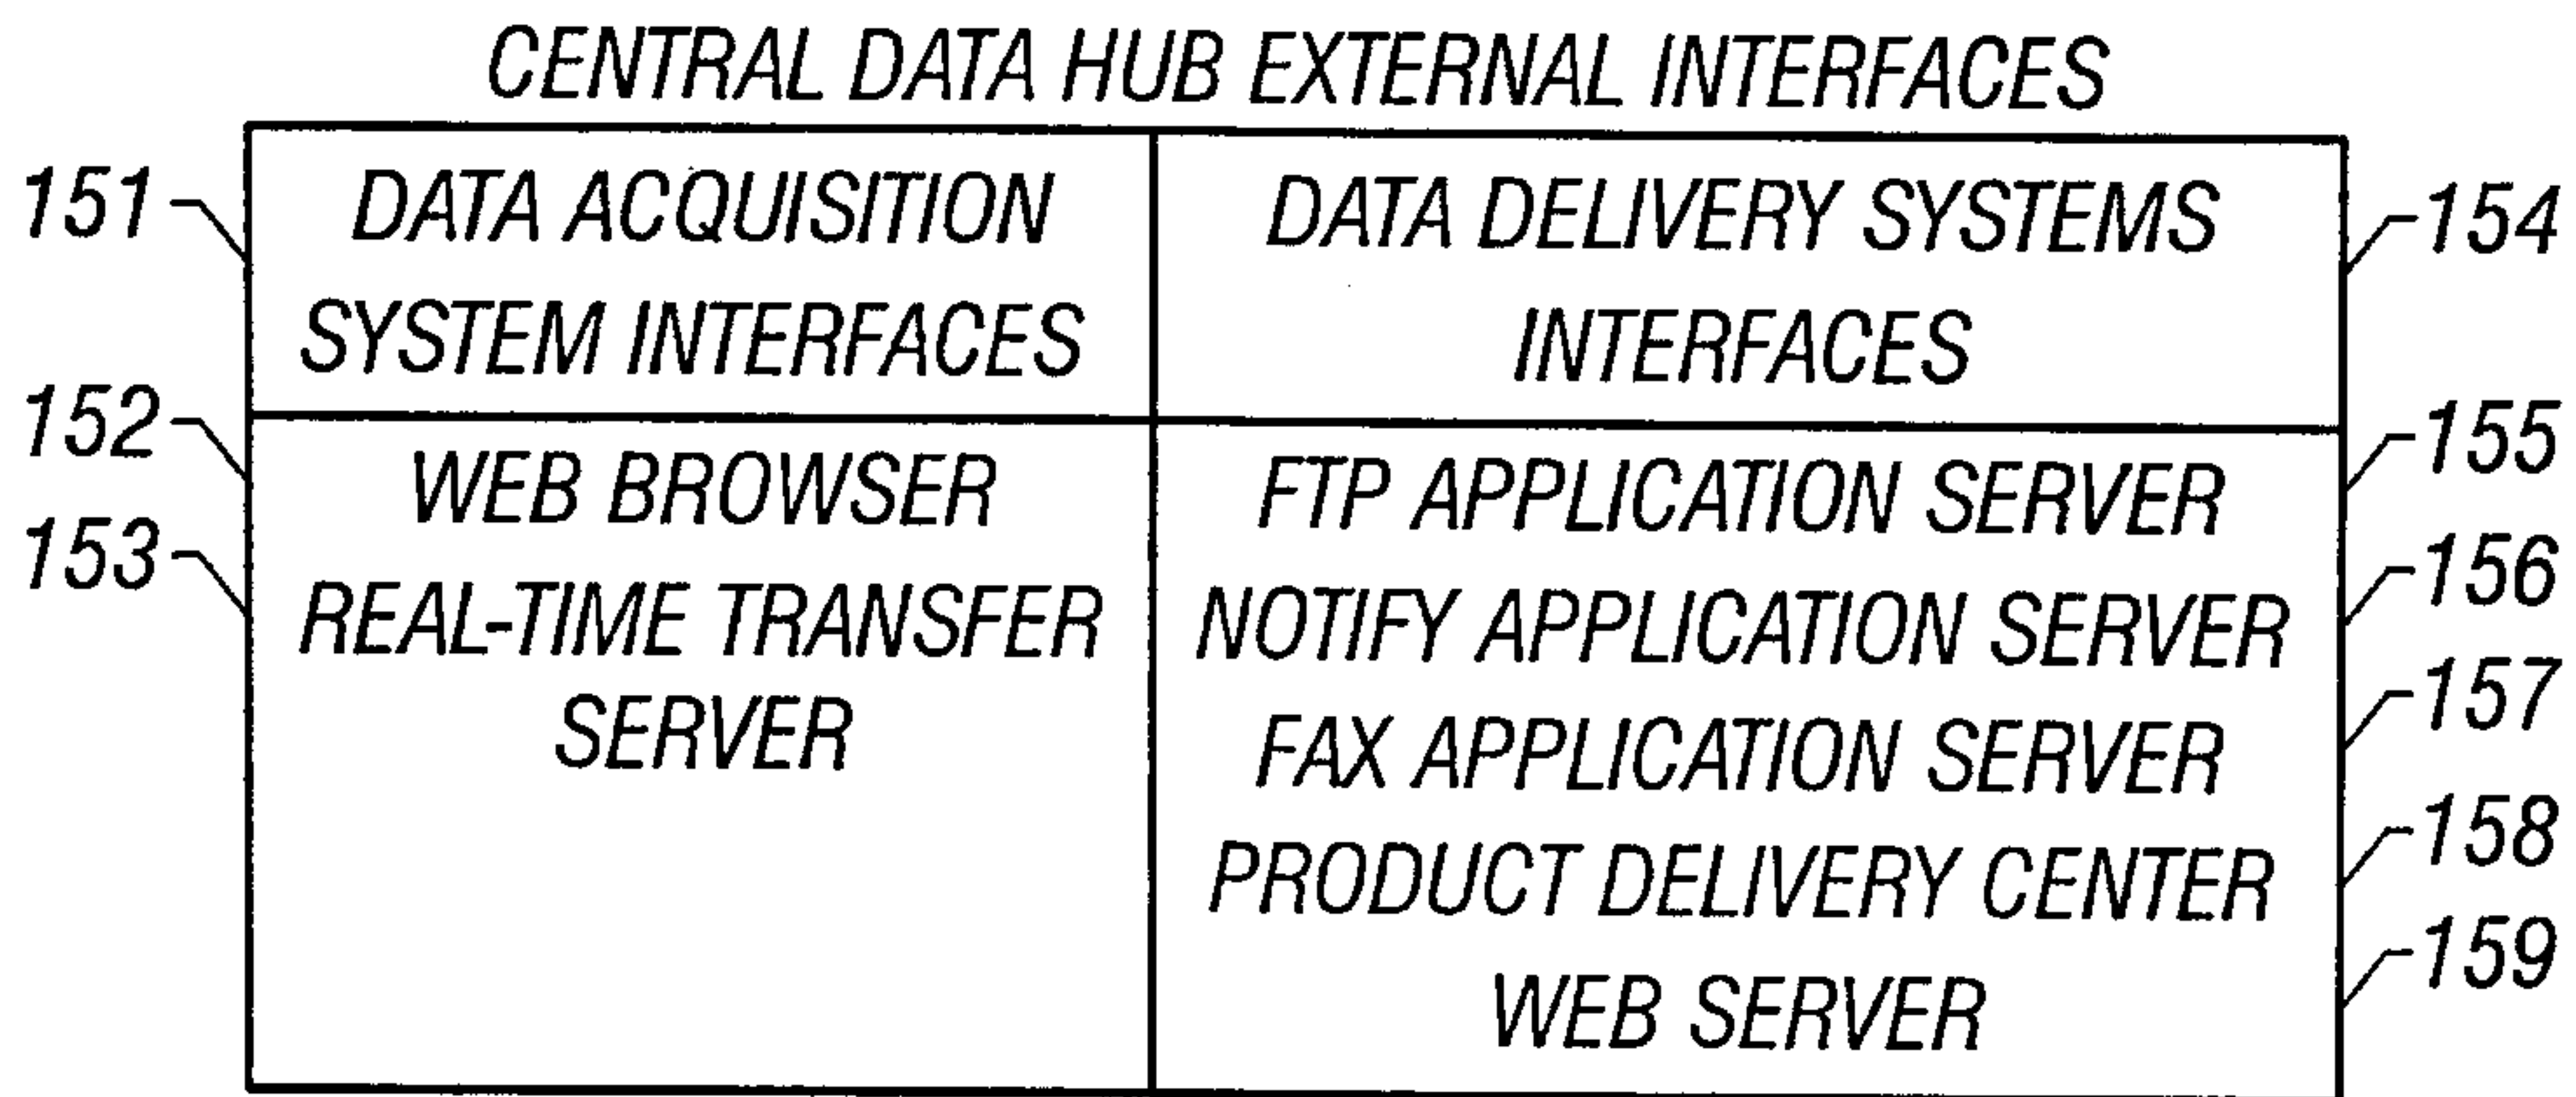 CENTRAL DATA HUB EXTERNAL INTERFACES
151
DATA ACQUISITION
SYSTEM INTERFACES
DATA DELIVERY SYSTEMS
INTERFACES
154
152
WEB BROWSER
153
REAL-TIME TRANSFER
SERVER
FTP APPLICATION SERVER
155
NOTIFY APPLICATION SERVER
156
FAX APPLICATION SERVER
157
PRODUCT DELIVERY CENTER
158
WEB SERVER
159